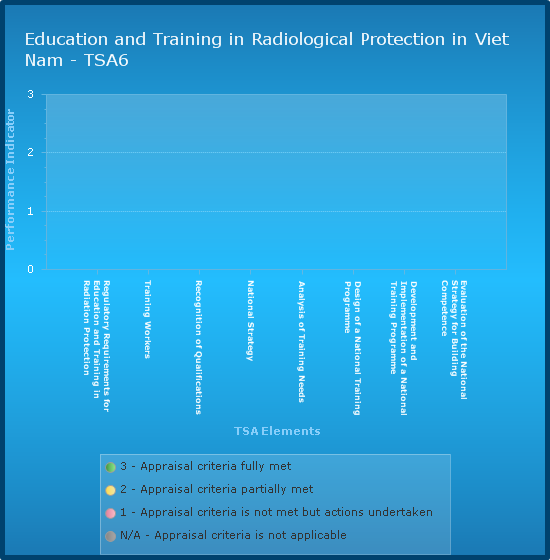 Education and Training in Radiological Protection in Viet
Nam - TSA6
Performance Indicator
3
2
1
0
Regulatory Requirements for
Education and Training in
Radiation Protection
Training Workers
Recognition of Qualifications
National Strategy
Analysis of Training Needs
Design of a National Training
Programme
Development and
Implementation of a National
Training Programme
Evaluation of the National
Strategy for Building
Competence
TSA Elements
3 - Appraisal criteria fully met
2 - Appraisal criteria partially met
1 - Appraisal criteria is not met but actions undertaken
N/A - Appraisal criteria is not applicable